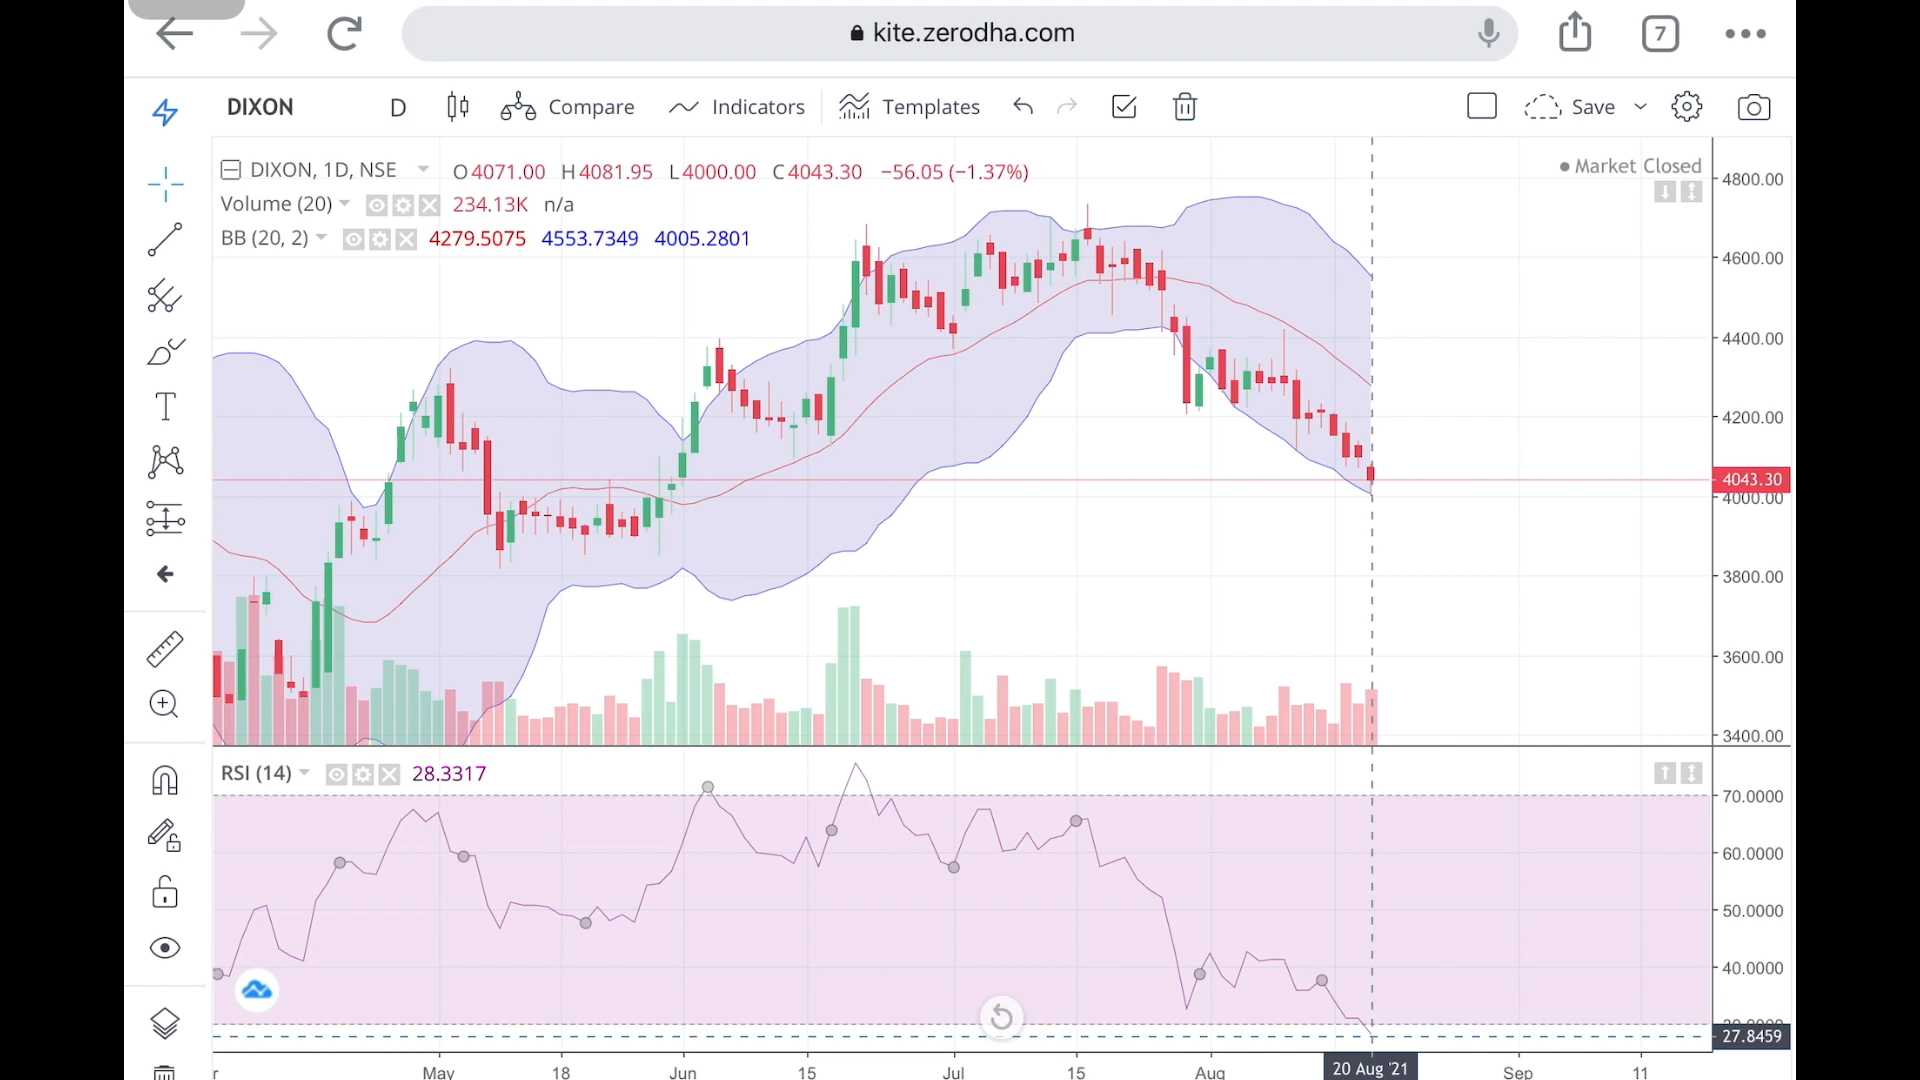 kite.zerodha.com
7
DIXON D Compare Indicators Templates Save
DIXON, 1D, NSE O4071.00 H4081.95 L4000.00 C4043.30 −56.05 (−1.37%)
Market Closed
Volume (20) 234.13K n/a
BB (20, 2) 4279.5075 4553.7349 4005.2801
4800.00
4600.00
4400.00
4200.00
4043.30
4000.00
3800.00
3600.00
3400.00
RSI (14) 28.3317
70.0000
60.0000
50.0000
40.0000
27.8459
r May 18 Jun 15 Jul 15 Aug 20 Aug '21 Sep 11